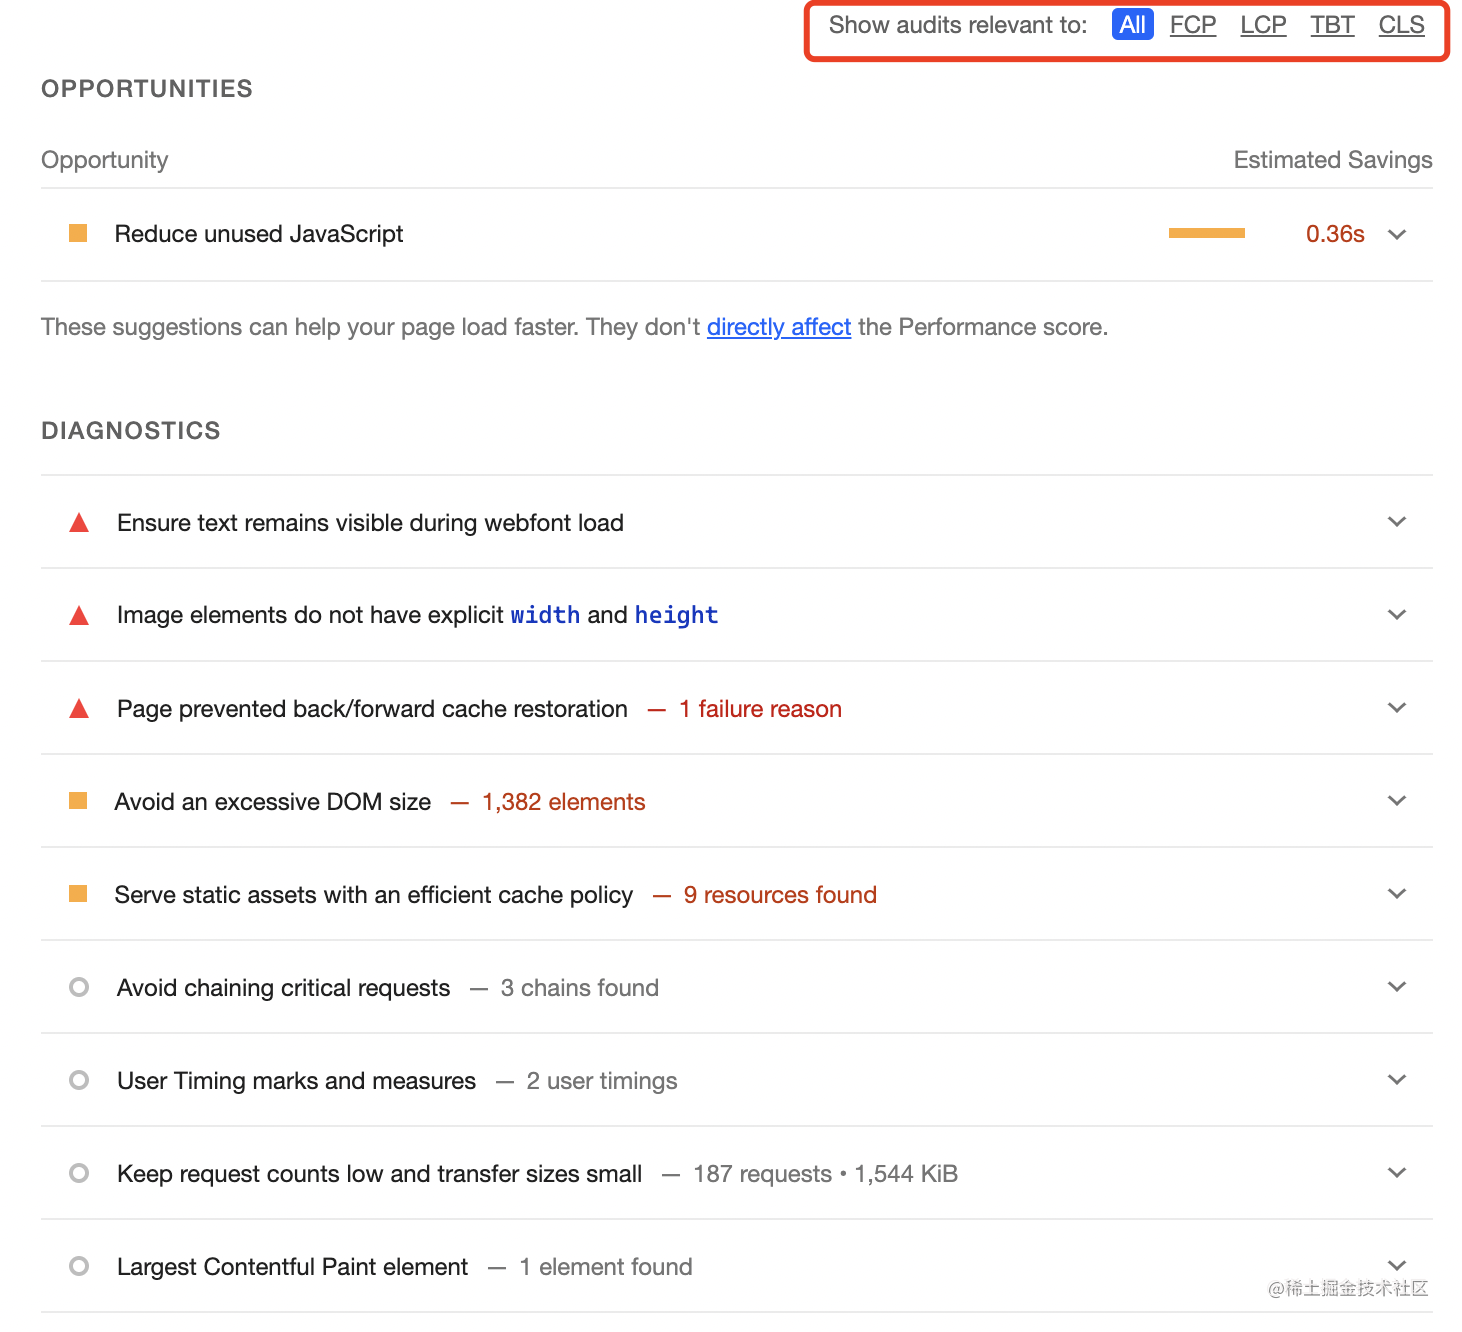 Show audits relevant to: All FCP LCP TBT CLS
OPPORTUNITIES
Opportunity Estimated Savings
Reduce unused JavaScript 0.36s
These suggestions can help your page load faster. They don't directly affect the Performance score.
DIAGNOSTICS
Ensure text remains visible during webfont load
Image elements do not have explicit width and height
Page prevented back/forward cache restoration — 1 failure reason
Avoid an excessive DOM size — 1,382 elements
Serve static assets with an efficient cache policy — 9 resources found
Avoid chaining critical requests — 3 chains found
User Timing marks and measures — 2 user timings
Keep request counts low and transfer sizes small — 187 requests • 1,544 KiB
Largest Contentful Paint element — 1 element found
@稀土掘金技术社区